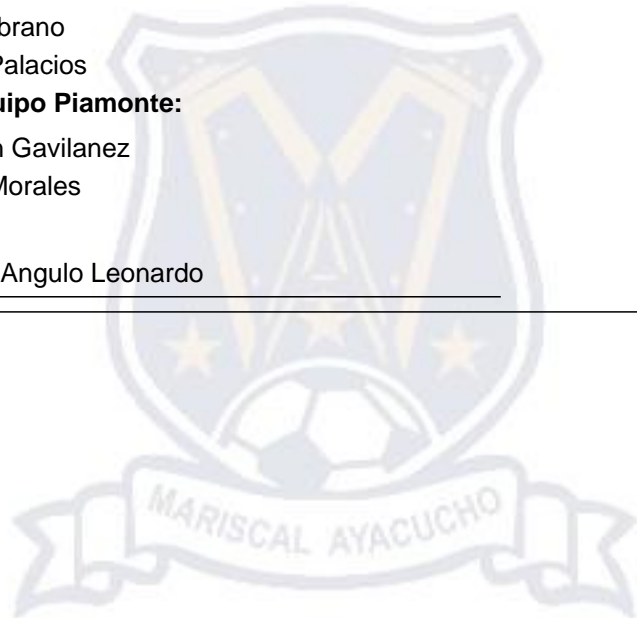 brano
Palacios
uipo Piamonte:
n Gavilanez
Morales
Angulo Leonardo
MARISCAL AYACUCHO